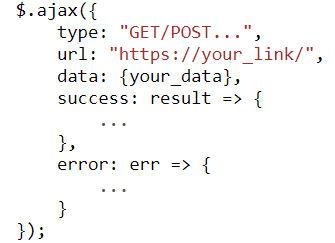 $.ajax({
    type: "GET/POST...",
    url: "https://your_link/",
    data: {your_data},
    success: result => {
        ...
    },
    error: err => {
        ...
    }
});